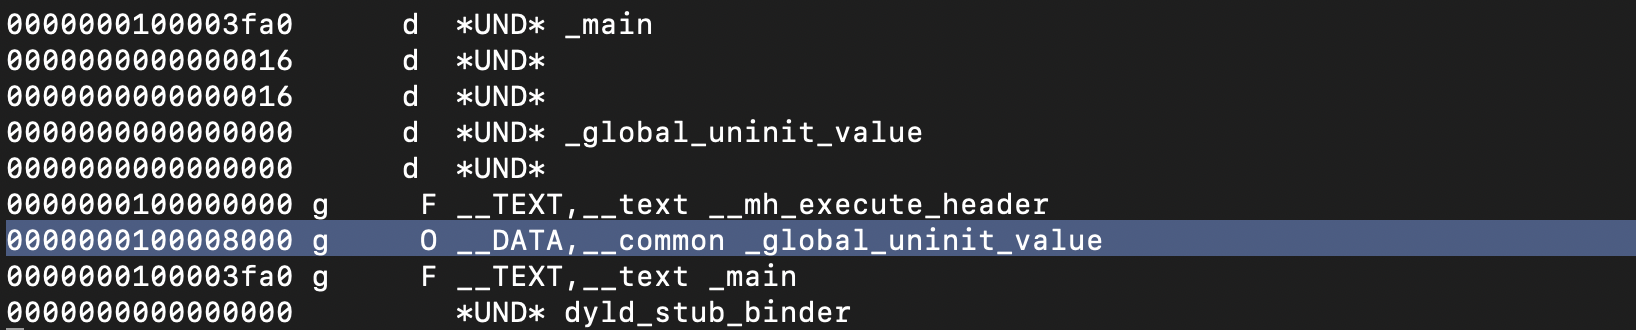 0000000100003fa0      d  *UND* _main
0000000000000016      d  *UND*
0000000000000016      d  *UND*
0000000000000000      d  *UND* _global_uninit_value
0000000000000000      d  *UND*
0000000100000000 g     F __TEXT,__text __mh_execute_header
0000000100008000 g     O __DATA,__common _global_uninit_value
0000000100003fa0 g     F __TEXT,__text _main
0000000000000000         *UND* dyld_stub_binder